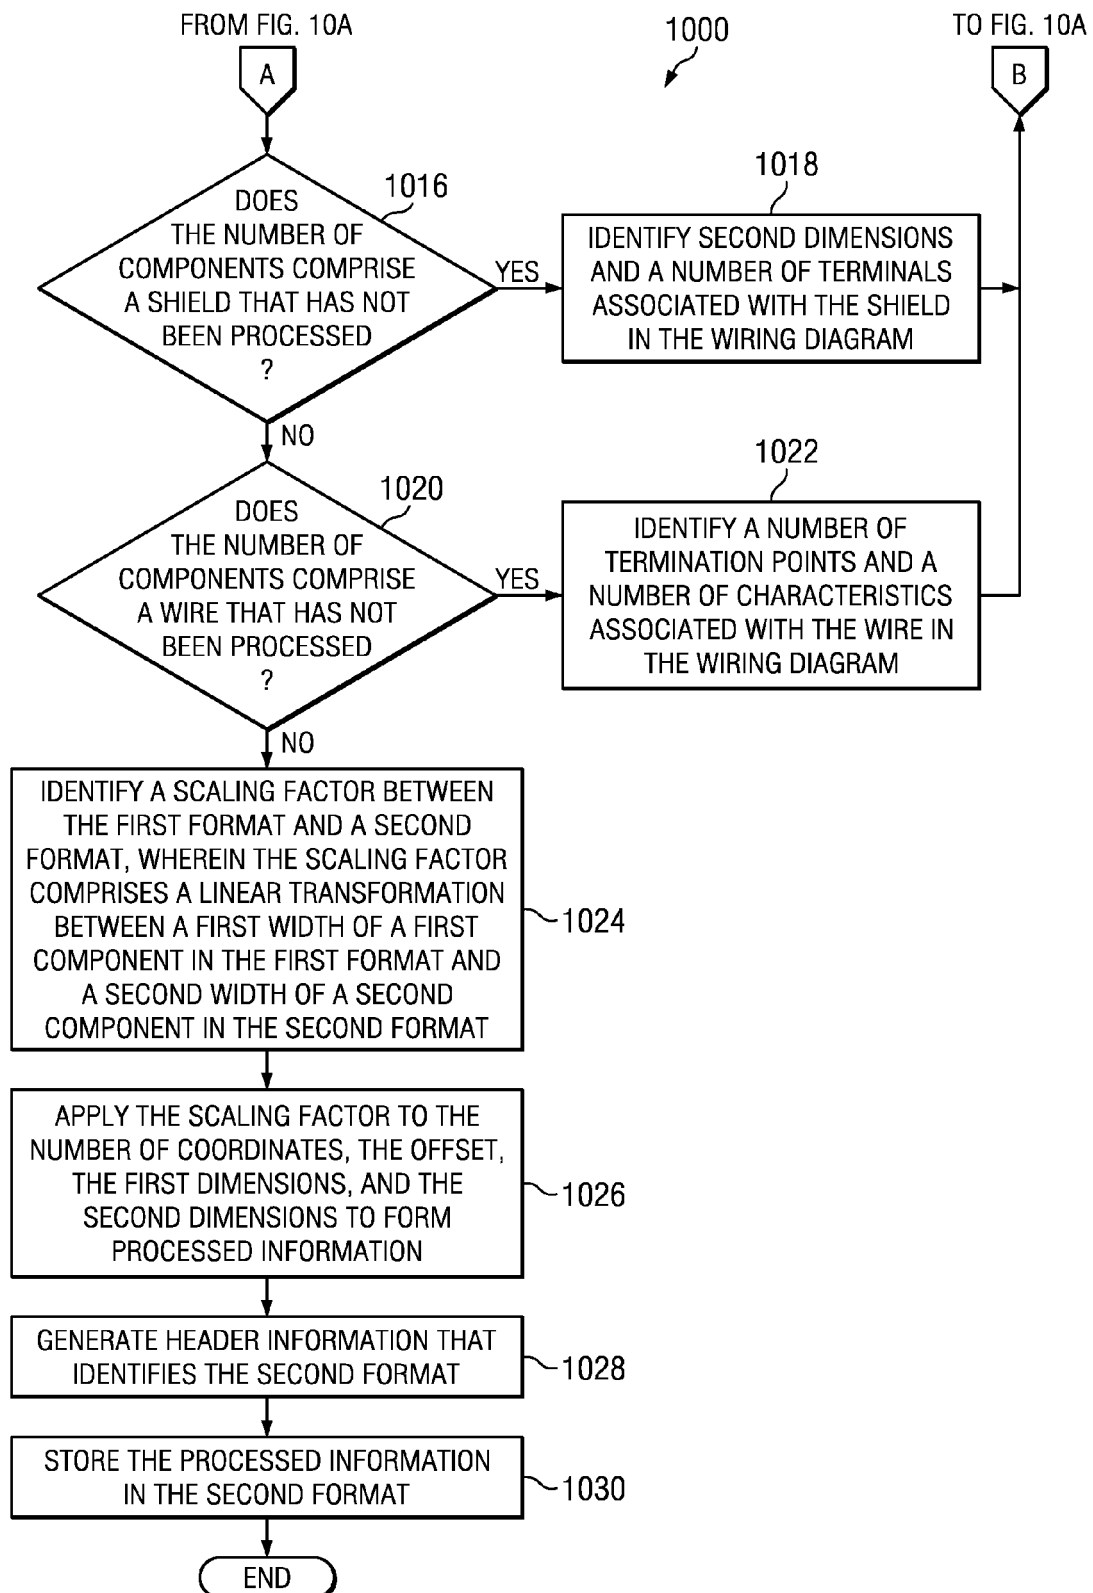 FROM FIG. 10A
1000
TO FIG. 10A
A
B
DOES
THE NUMBER OF
COMPONENTS COMPRISE
A SHIELD THAT HAS NOT
BEEN PROCESSED
?
1016
YES
1018
IDENTIFY SECOND DIMENSIONS
AND A NUMBER OF TERMINALS
ASSOCIATED WITH THE SHIELD
IN THE WIRING DIAGRAM
NO
DOES
THE NUMBER OF
COMPONENTS COMPRISE
A WIRE THAT HAS NOT
BEEN PROCESSED
?
1020
YES
1022
IDENTIFY A NUMBER OF
TERMINATION POINTS AND A
NUMBER OF CHARACTERISTICS
ASSOCIATED WITH THE WIRE IN
THE WIRING DIAGRAM
NO
IDENTIFY A SCALING FACTOR BETWEEN
THE FIRST FORMAT AND A SECOND
FORMAT, WHEREIN THE SCALING FACTOR
COMPRISES A LINEAR TRANSFORMATION
BETWEEN A FIRST WIDTH OF A FIRST
COMPONENT IN THE FIRST FORMAT AND
A SECOND WIDTH OF A SECOND
COMPONENT IN THE SECOND FORMAT
1024
APPLY THE SCALING FACTOR TO THE
NUMBER OF COORDINATES, THE OFFSET,
THE FIRST DIMENSIONS, AND THE
SECOND DIMENSIONS TO FORM
PROCESSED INFORMATION
1026
GENERATE HEADER INFORMATION THAT
IDENTIFIES THE SECOND FORMAT
1028
STORE THE PROCESSED INFORMATION
IN THE SECOND FORMAT
1030
END